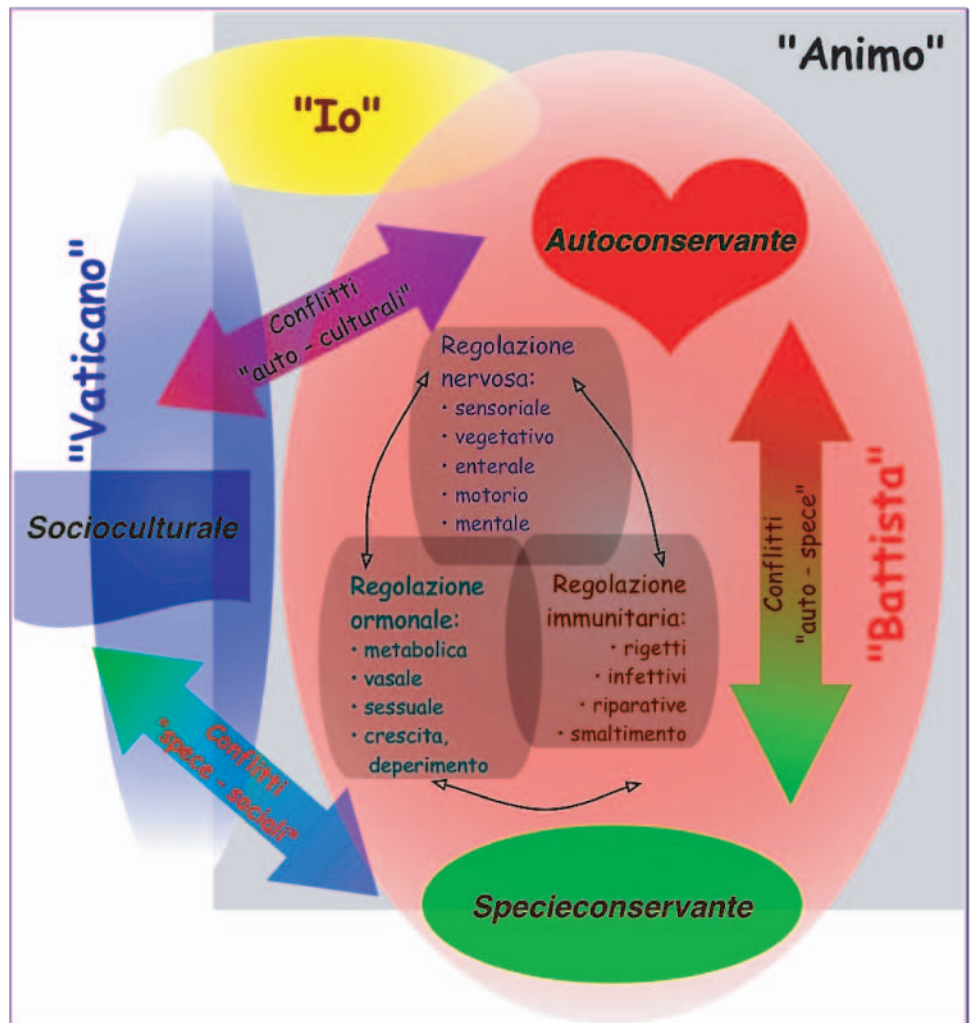 "Animo"
"Io"
Autoconservante
"Vaticano"
Conflitti
"auto - culturali"
Regolazione
nervosa:
• sensoriale
• vegetativo
• enterale
• motorio
• mentale
Conflitti
"auto - spece"
"Battista"
Socioculturale
Regolazione
ormonale:
• metabolica
• vasale
• sessuale
• crescita,
deperimento
Regolazione
immunitaria:
• rigetti
• infettivi
• riparative
• smaltimento
Conflitti
"spece - sociali"
Specieconservante